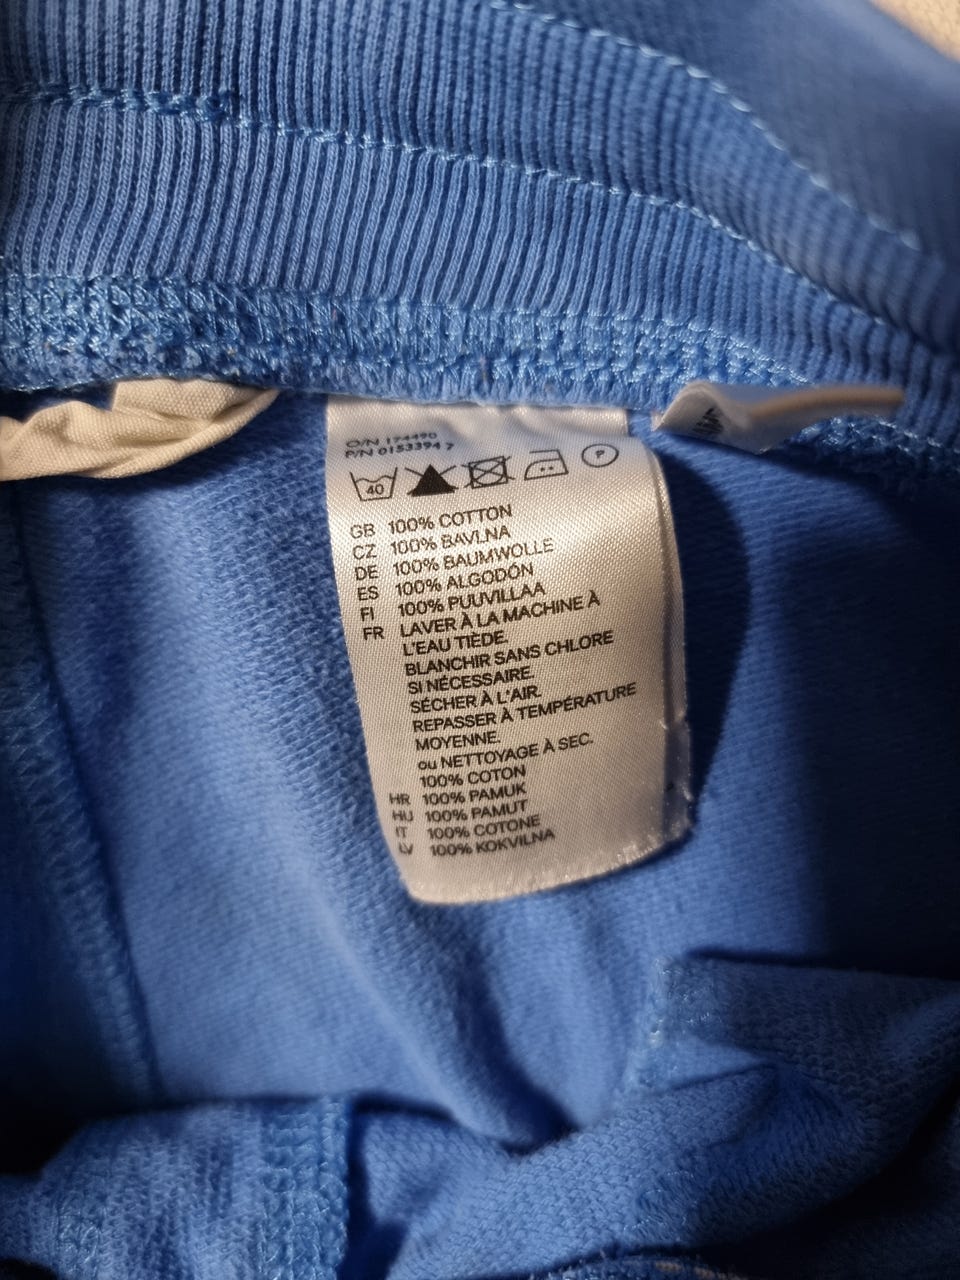 O/N 174490
P/N 0153394 7
40 P
GB 100% COTTON
CZ 100% BAVLNA
DE 100% BAUMWOLLE
ES 100% ALGODÓN
FI 100% PUUVILLAA
FR LAVER À LA MACHINE À
L'EAU TIÈDE.
BLANCHIR SANS CHLORE
SI NÉCESSAIRE.
SÉCHER À L'AIR.
REPASSER À TEMPÉRATURE
MOYENNE.
ou NETTOYAGE À SEC.
100% COTON
HR 100% PAMUK
HU 100% PAMUT
IT 100% COTONE
LV 100% KOKVILNA